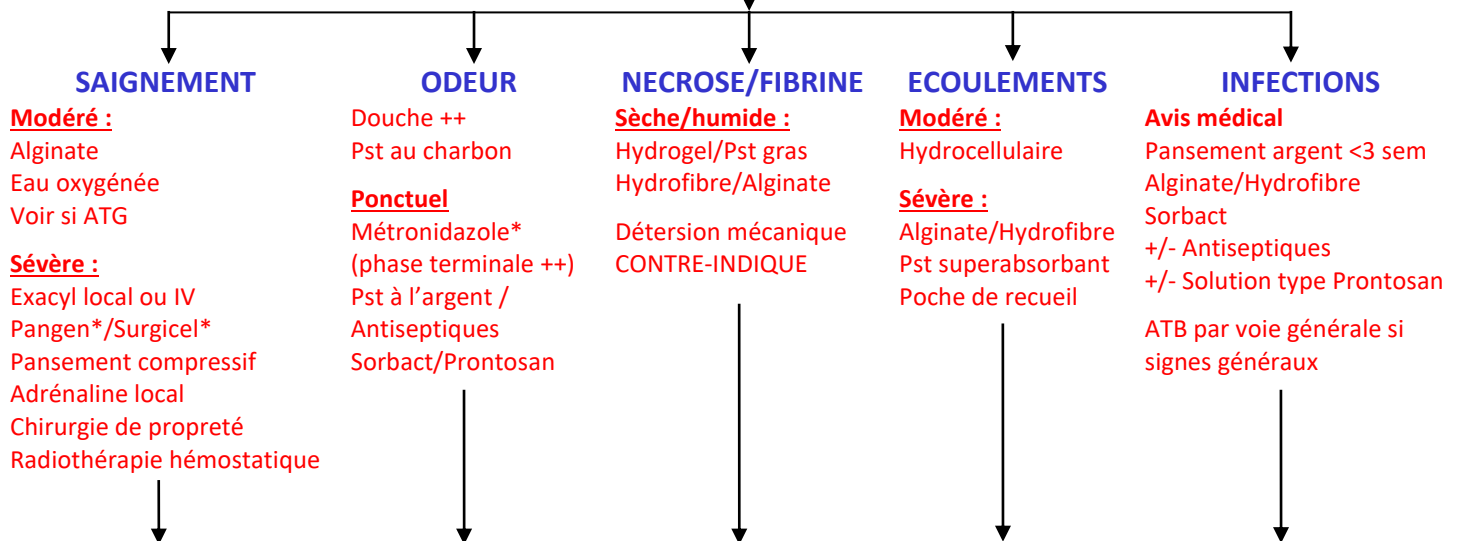 SAIGNEMENT
Modéré :
Alginate
Eau oxygénée
Voir si ATG
Sévère :
Exacyl local ou IV
Pangen*/Surgicel*
Pansement compressif
Adrénaline local
Chirurgie de propreté
Radiothérapie hémostatique
ODEUR
Douche ++
Pst au charbon
Ponctuel
Métronidazole*
(phase terminale ++)
Pst à l’argent /
Antiseptiques
Sorbact/Prontosan
NECROSE/FIBRINE
Sèche/humide :
Hydrogel/Pst gras
Hydrofibre/Alginate
Détersion mécanique
CONTRE-INDIQUE
ECOULEMENTS
Modéré :
Hydrocellulaire
Sévère :
Alginate/Hydrofibre
Pst superabsorbant
Poche de recueil
INFECTIONS
Avis médical
Pansement argent <3 sem
Alginate/Hydrofibre
Sorbact
+/- Antiseptiques
+/- Solution type Prontosan
ATB par voie générale si
signes généraux